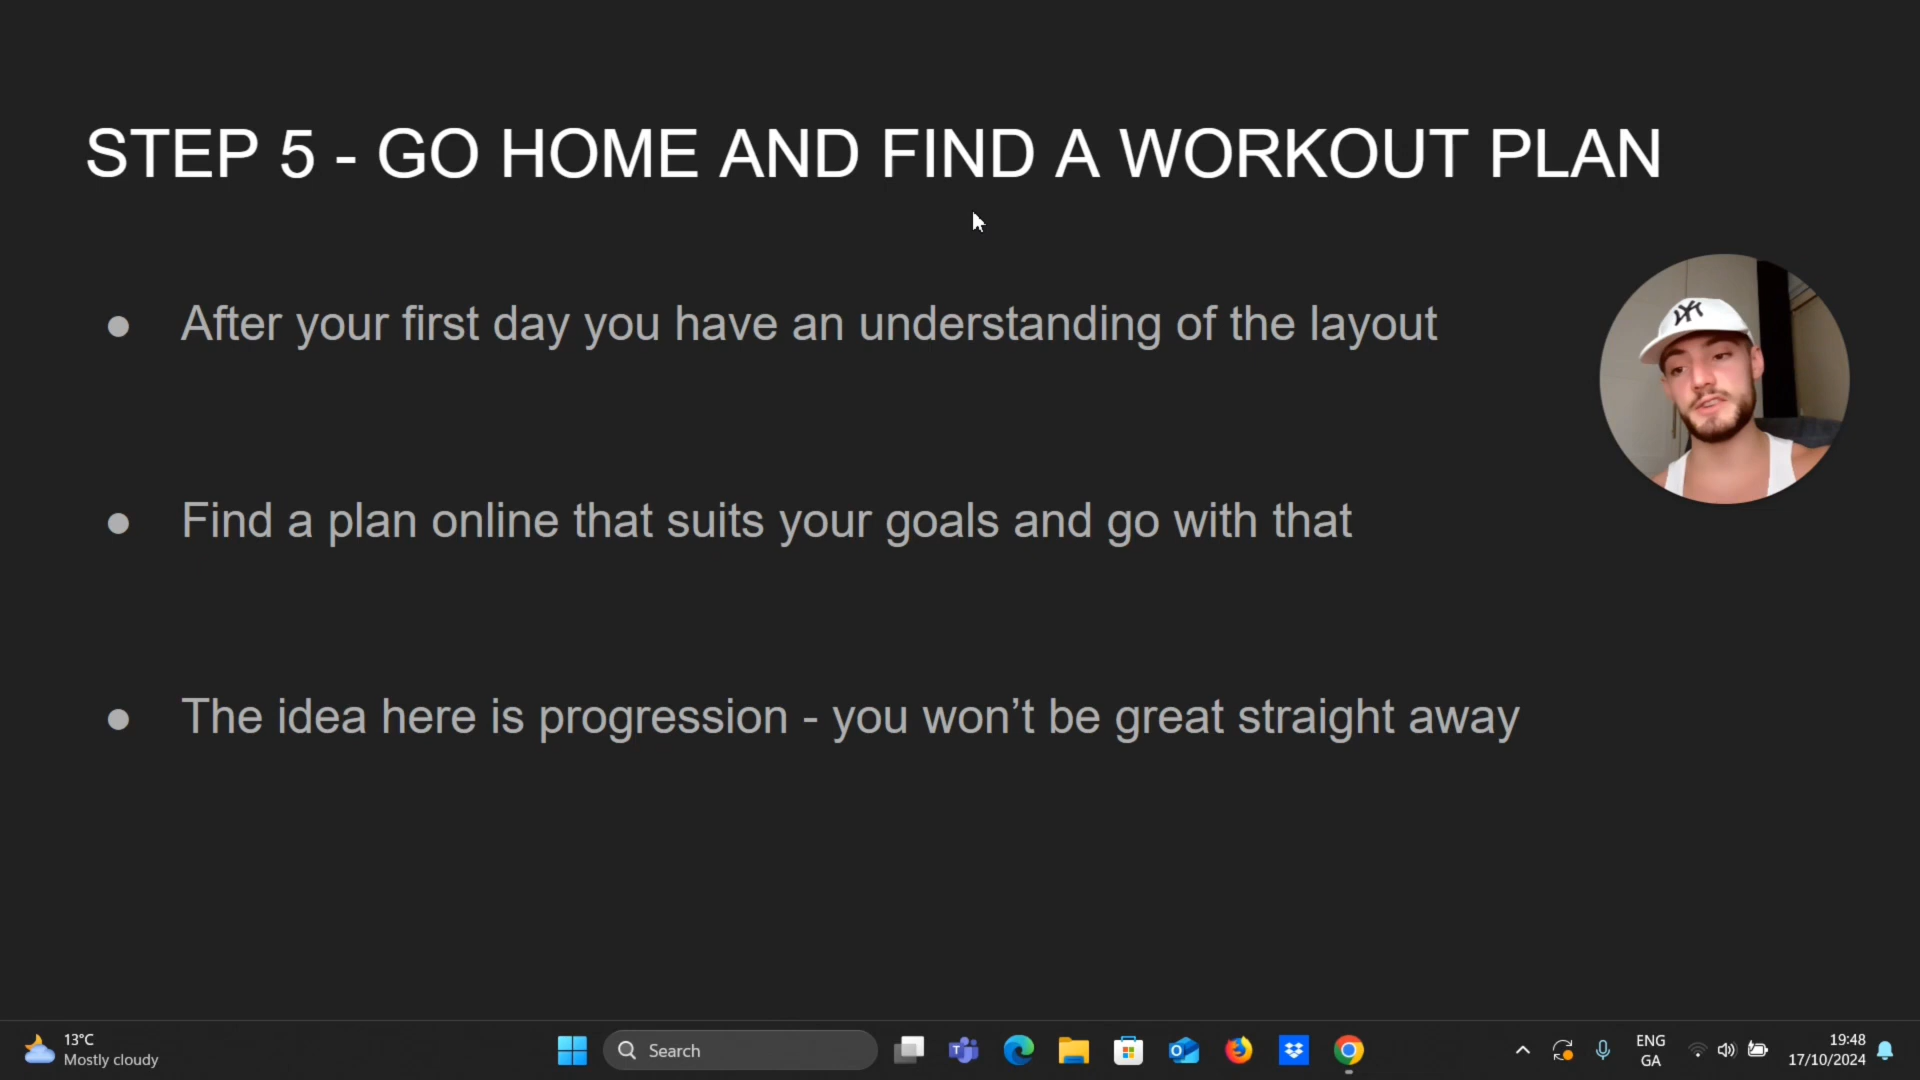 STEP 5 - GO HOME AND FIND A WORKOUT PLAN
● After your first day you have an understanding of the layout
● Find a plan online that suits your goals and go with that
● The idea here is progression - you won’t be great straight away
13°C
Mostly cloudy
Search
ENG
GA
19:48
17/10/2024